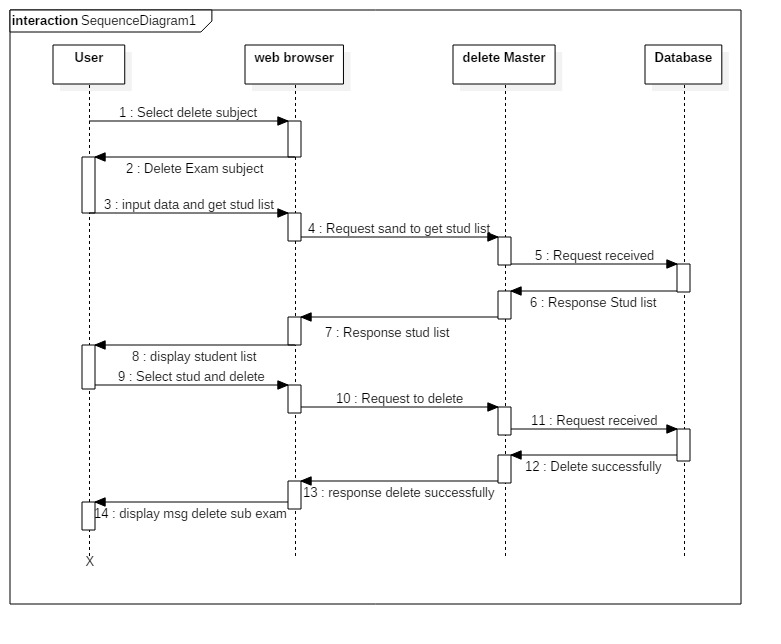 interaction SequenceDiagram1
User
web browser
delete Master
Database
1 : Select delete subject
2 : Delete Exam subject
3 : input data and get stud list
4 : Request sand to get stud list
5 : Request received
6 : Response Stud list
7 : Response stud list
8 : display student list
9 : Select stud and delete
10 : Request to delete
11 : Request received
12 : Delete successfully
13 : response delete successfully
14 : display msg delete sub exam
X